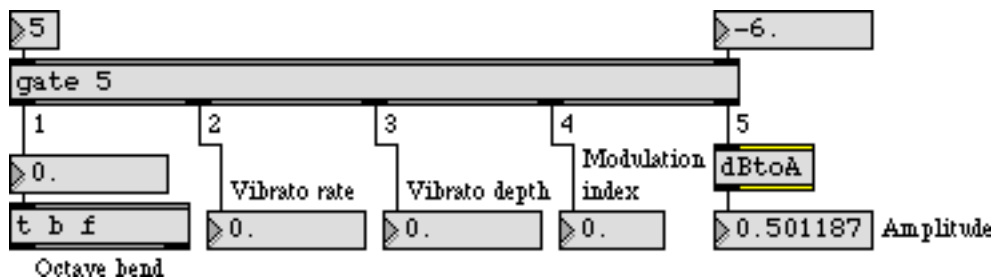 5
-6.
gate 5
1
2
3
4
5
0.
Vibrato rate
Vibrato depth
Modulation
index
dBtoA
t b f
0.
0.
0.
0.501187
Amplitude
Octave bend